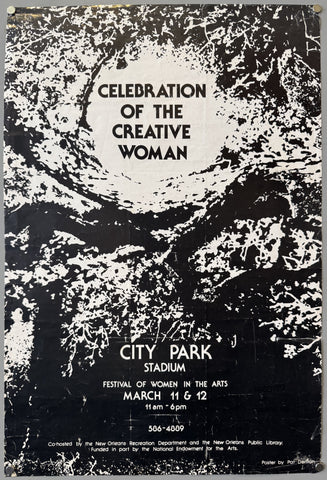 CELEBRATION
OF THE
CREATIVE
WOMAN
CITY PARK
STADIUM
FESTIVAL OF WOMEN IN THE ARTS
MARCH 11 & 12
11 am - 6 pm
586-4889
Co-hosted by the New Orleans Recreation Department and the New Orleans Public Library.
Funded in part by the National Endowment for the Arts.
Poster by Pat